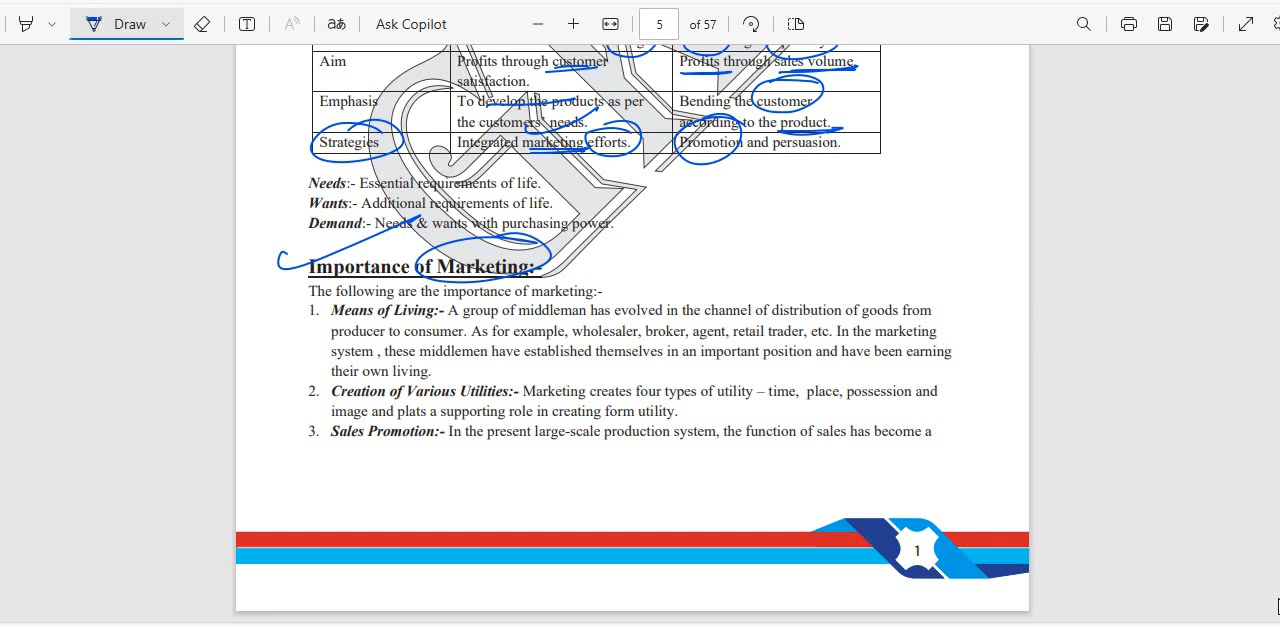 Draw
aあ
Ask Copilot
5
of 57
Aim
Profits through customer
satisfaction.
Profits through sales volume.
Emphasis
To develop the products as per
the customers' needs.
Bending the customer
according to the product.
Strategies
Integrated marketing efforts.
Promotion and persuasion.
Needs:- Essential requirements of life.
Wants:- Additional requirements of life.
Demand:- Needs & wants with purchasing power.
Importance of Marketing:-
The following are the importance of marketing:-
1. Means of Living:- A group of middleman has evolved in the channel of distribution of goods from
producer to consumer. As for example, wholesaler, broker, agent, retail trader, etc. In the marketing
system , these middlemen have established themselves in an important position and have been earning
their own living.
2. Creation of Various Utilities:- Marketing creates four types of utility – time, place, possession and
image and plats a supporting role in creating form utility.
3. Sales Promotion:- In the present large-scale production system, the function of sales has become a
1